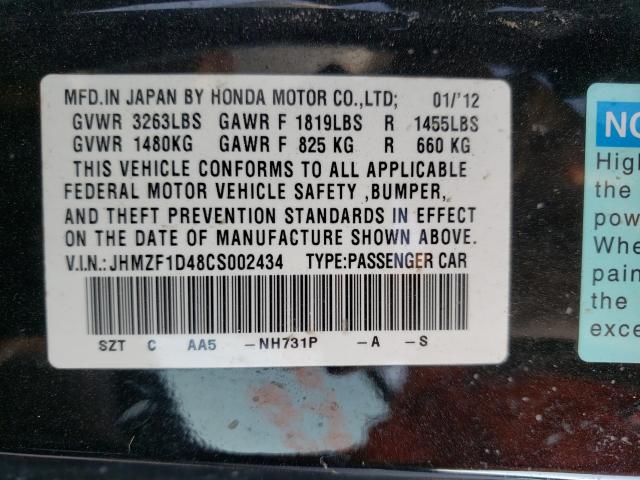 MFD.IN JAPAN BY HONDA MOTOR CO.,LTD; 01/'12
GVWR 3263LBS GAWR F 1819LBS R 1455LBS
GVWR 1480KG GAWR F 825 KG R 660 KG
THIS VEHICLE CONFORMS TO ALL APPLICABLE
FEDERAL MOTOR VEHICLE SAFETY ,BUMPER,
AND THEFT PREVENTION STANDARDS IN EFFECT
ON THE DATE OF MANUFACTURE SHOWN ABOVE.
V.I.N.: JHMZF1D48CS002434 TYPE:PASSENGER CAR
SZT C AA5 -NH731P -A -S
the
pow
Whe
pain
the
exce